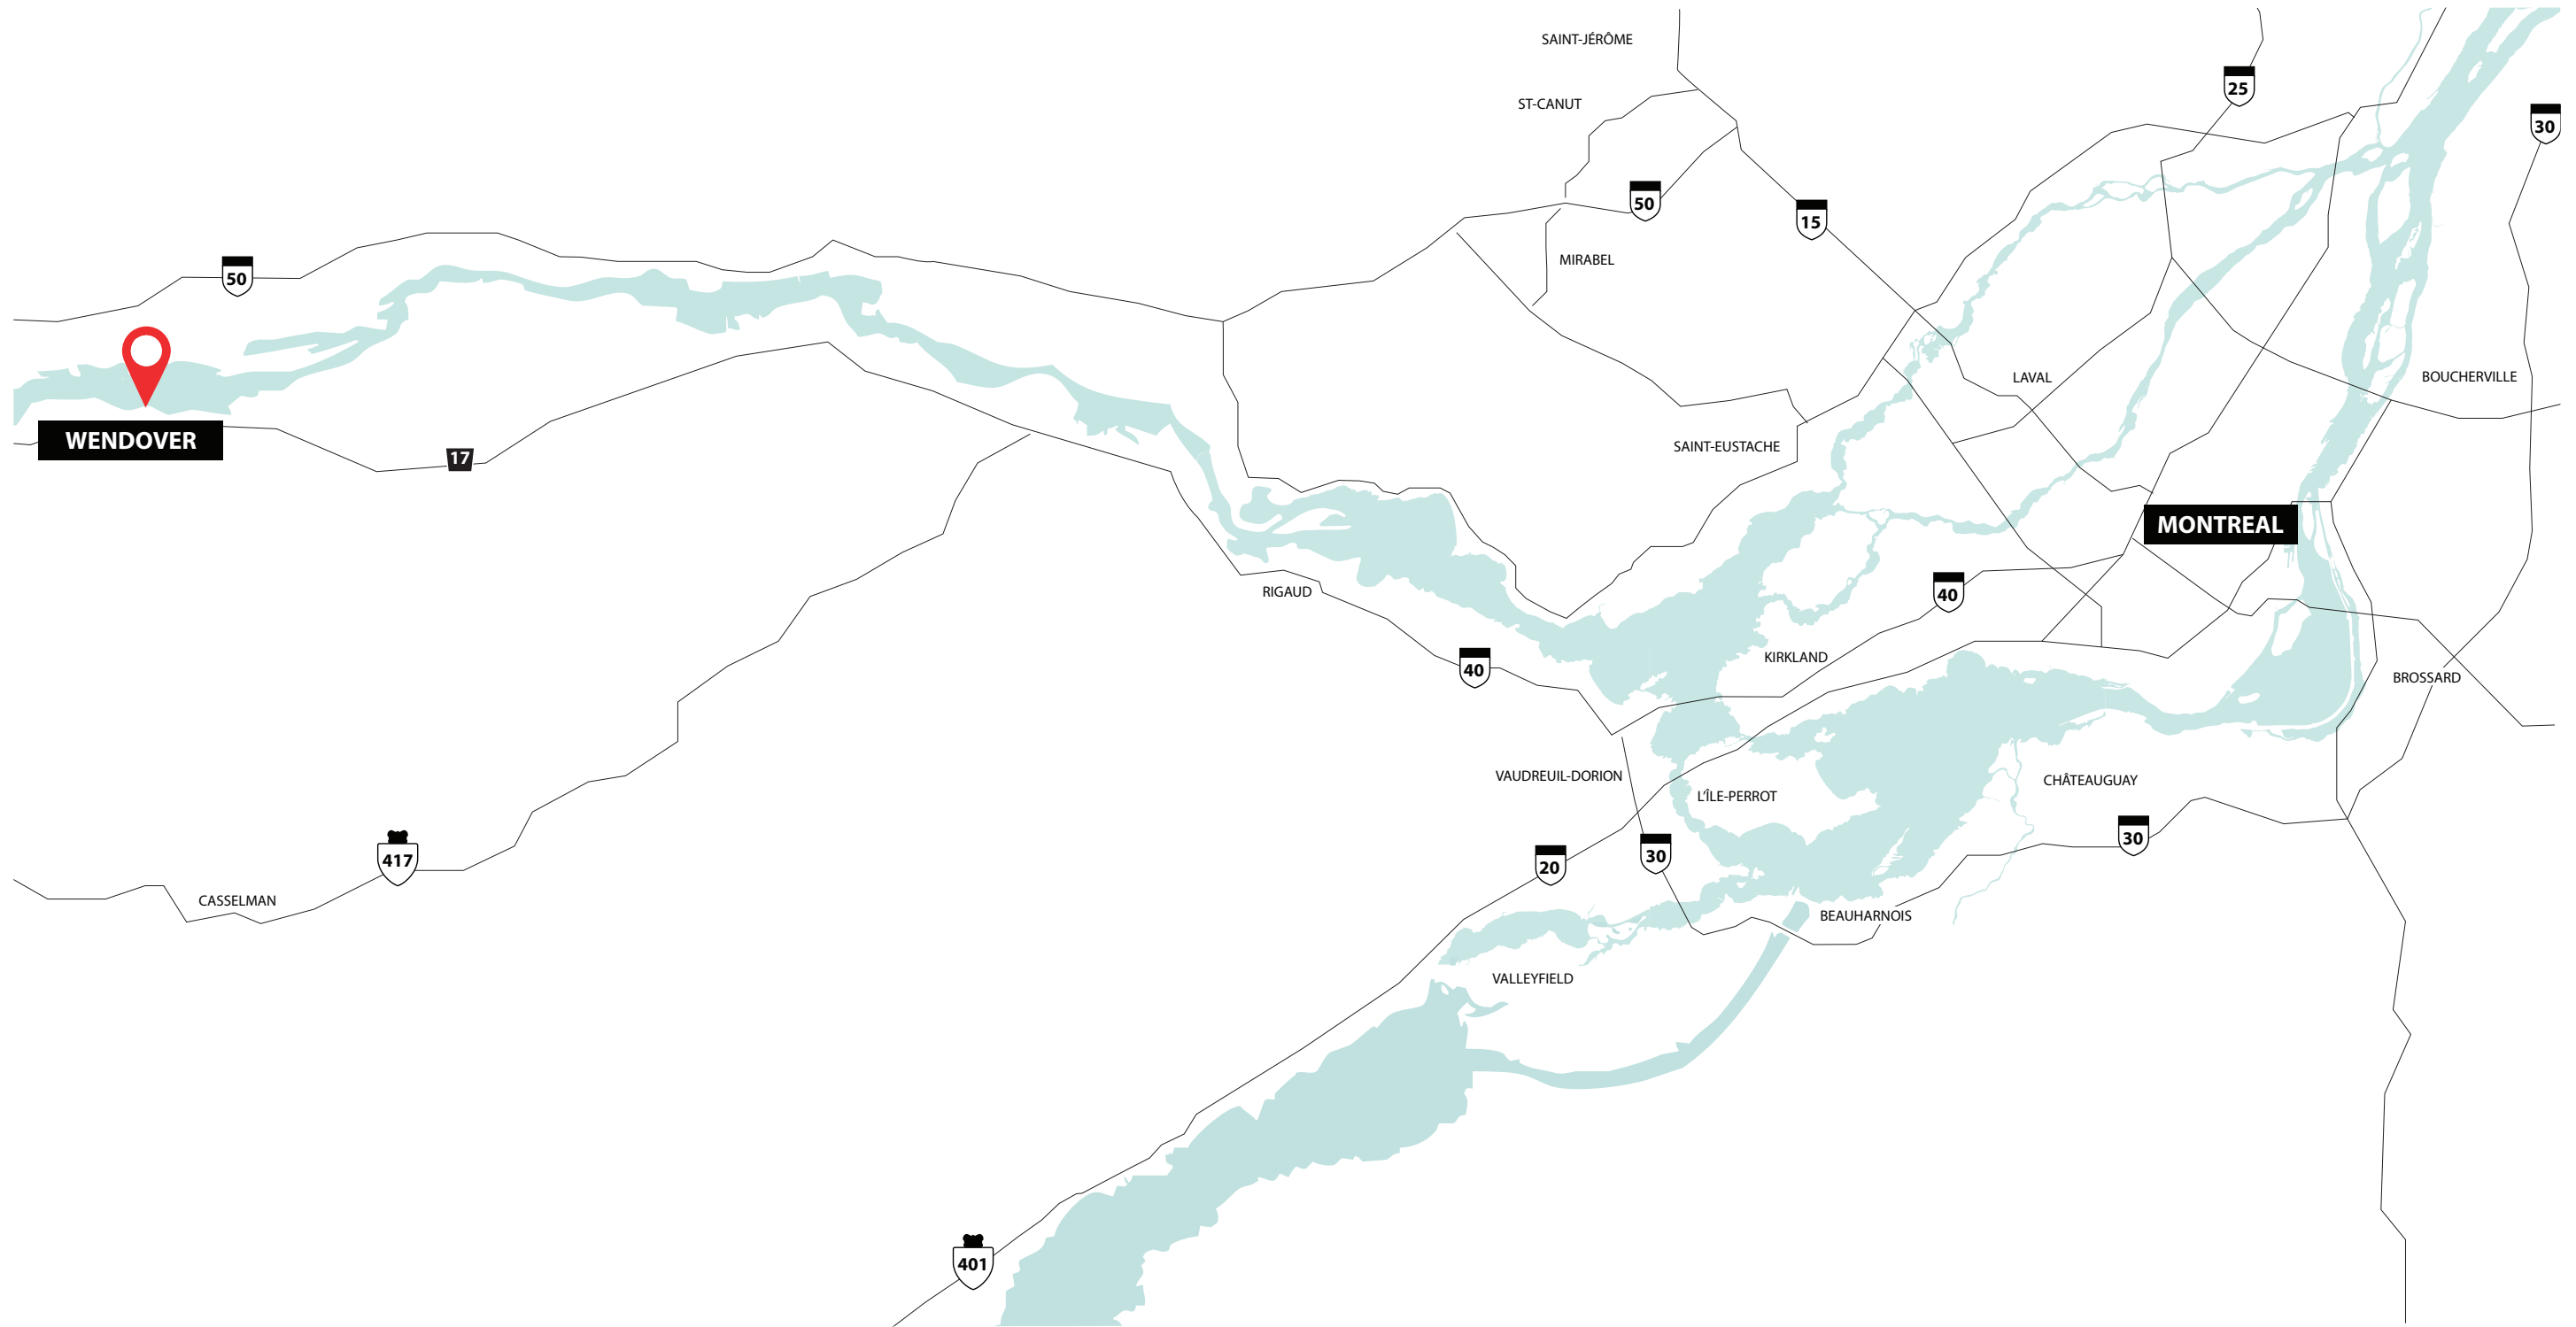 SAINT-JÉRÔME
25
ST-CANUT
30
50
15
MIRABEL
50
LAVAL
BOUCHERVILLE
WENDOVER
17
SAINT-EUSTACHE
MONTREAL
RIGAUD
40
KIRKLAND
40
BROSSARD
VAUDREUIL-DORION
L'ÎLE-PERROT
CHÂTEAUGUAY
30
417
20
30
CASSELMAN
BEAUHARNOIS
VALLEYFIELD
401